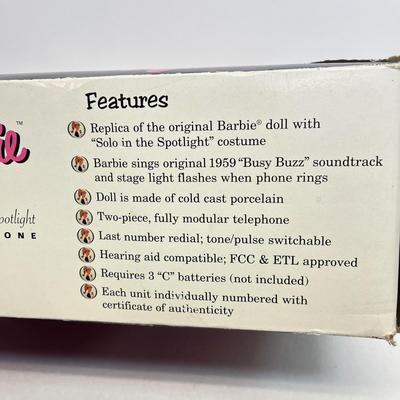 Features
Replica of the original Barbie® doll with
"Solo in the Spotlight" costume
Barbie sings original 1959 "Busy Buzz" soundtrack
and stage light flashes when phone rings
Doll is made of cold cast porcelain
Two-piece, fully modular telephone
Last number redial; tone/pulse switchable
Hearing aid compatible; FCC & ETL approved
Requires 3 "C" batteries (not included)
Each unit individually numbered with
certificate of authenticity
ie™
potlight
ONE